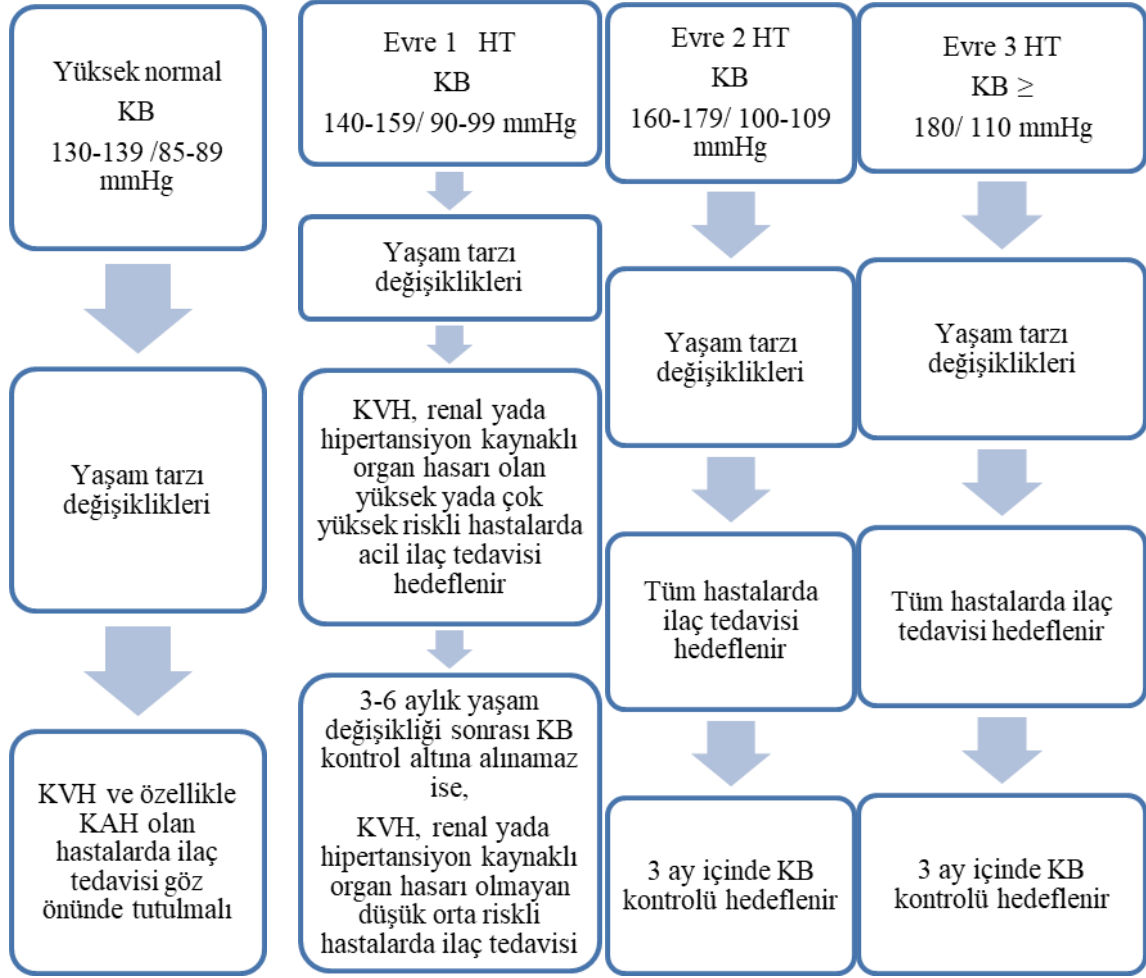 Yüksek normal
KB
130-139 /85-89
mmHg
Yaşam tarzı
değişiklikleri
KVH ve özellikle
KAH olan
hastalarda ilaç
tedavisi göz
önünde tutulmalı
Evre 1 HT
KB
140-159/ 90-99 mmHg
Yaşam tarzı
değişiklikleri
KVH, renal yada
hipertansiyon kaynaklı
organ hasarı olan
yüksek yada çok
yüksek riskli hastalarda
acil ilaç tedavisi
hedeflenir
3-6 aylık yaşam
değişikliği sonrası KB
kontrol altına alınamaz
ise,
KVH, renal yada
hipertansiyon kaynaklı
organ hasarı olmayan
düşük orta riskli
hastalarda ilaç tedavisi
Evre 2 HT
KB
160-179/ 100-109
mmHg
Yaşam tarzı
değişiklikleri
Tüm hastalarda
ilaç tedavisi
hedeflenir
3 ay içinde KB
kontrolü hedeflenir
Evre 3 HT
KB ≥
180/ 110 mmHg
Yaşam tarzı
değişiklikleri
Tüm hastalarda ilaç
tedavisi hedeflenir
3 ay içinde KB
kontrolü hedeflenir